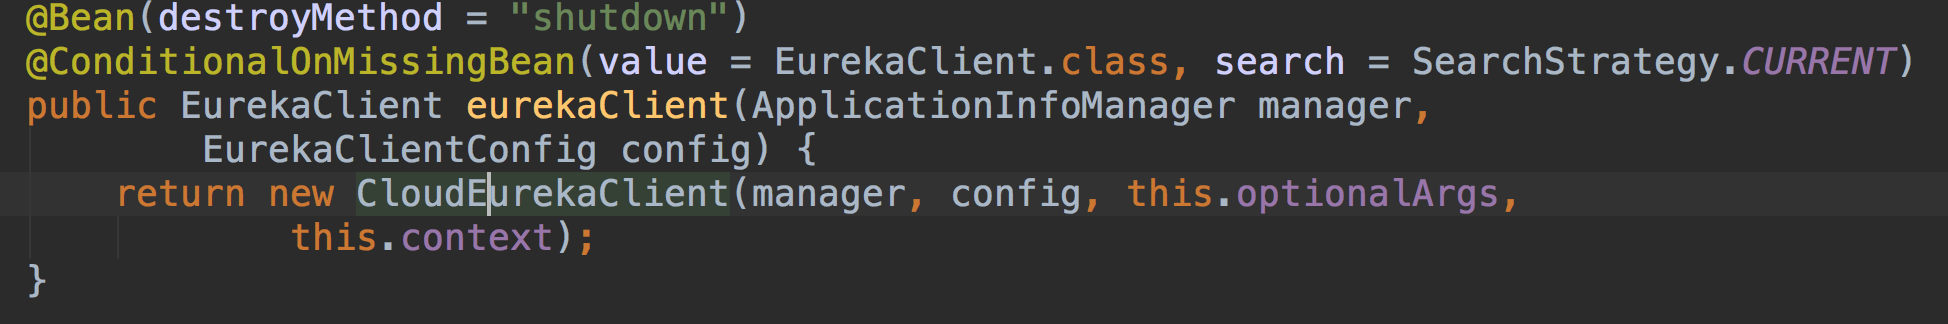 @Bean(destroyMethod = "shutdown")
@ConditionalOnMissingBean(value = EurekaClient.class, search = SearchStrategy.CURRENT)
public EurekaClient eurekaClient(ApplicationInfoManager manager,
        EurekaClientConfig config) {
    return new CloudEurekaClient(manager, config, this.optionalArgs,
            this.context);
}